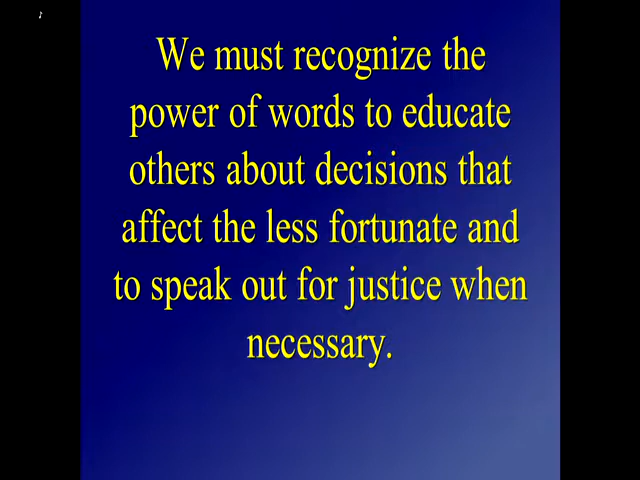 We must recognize the
power of words to educate
others about decisions that
affect the less fortunate and
to speak out for justice when
necessary.